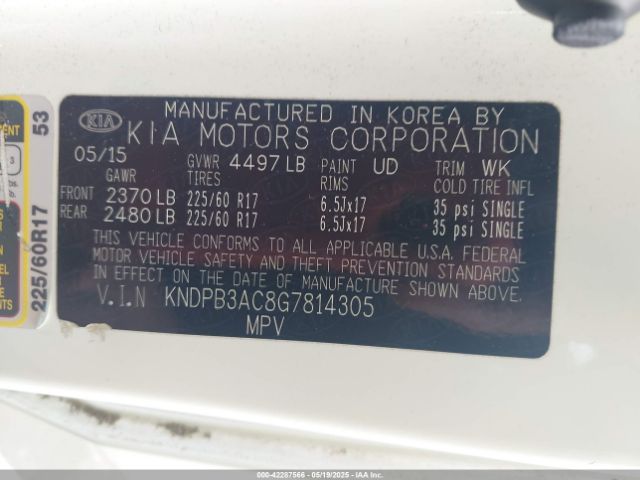 MANUFACTURED IN KOREA BY
KIA KIA MOTORS CORPORATION
05/15 GVWR 4497 LB PAINT UD TRIM WK
GAWR TIRES RIMS COLD TIRE INFL
FRONT 2370 LB 225/60 R17 6.5Jx17 35 psi SINGLE
REAR 2480 LB 225/60 R17 6.5Jx17 35 psi SINGLE
THIS VEHICLE CONFORMS TO ALL APPLICABLE U.S.A. FEDERAL
MOTOR VEHICLE SAFETY AND THEFT PREVENTION STANDARDS
IN EFFECT ON THE DATE OF MANUFACTURE SHOWN ABOVE.
V.I.N KNDPB3AC8G7814305
MPV
53
225/60R17
000-42287566 - 05/19/2025 - IAAI.COM